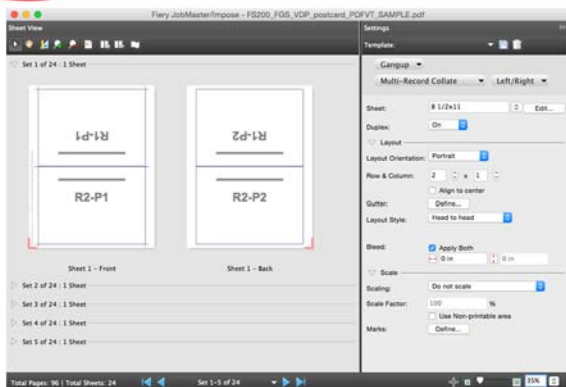 Fiery JobMaster/Impose - FS200_FGS_VDP_postcard_PDFVT_SAMPLE.pdf
Sheet View
Set 1 of 24 : 1 Sheet
R1-P1
R2-P1
Sheet 1 - Front
R1-P2
R2-P2
Sheet 1 - Back
Set 2 of 24 : 1 Sheet
Set 3 of 24 : 1 Sheet
Set 4 of 24 : 1 Sheet
Set 5 of 24 : 1 Sheet
Total Pages: 96 | Total Sheets: 24
Set 1-5 of 24
Settings
Template:
Gangup
Multi-Record Collate Left/Right
Sheet: 8 1/2x11 Edit...
Duplex: On
Layout
Layout Orientation: Portrait
Row & Column: 2 x 1
Align to center
Gutter: Define...
Layout Style: Head to head
Bleed: Apply Both
0 in 0 in
Scale
Scaling: Do not scale
Scale Factor: 100 %
Use Non-printable area
Marks: Define...
35%